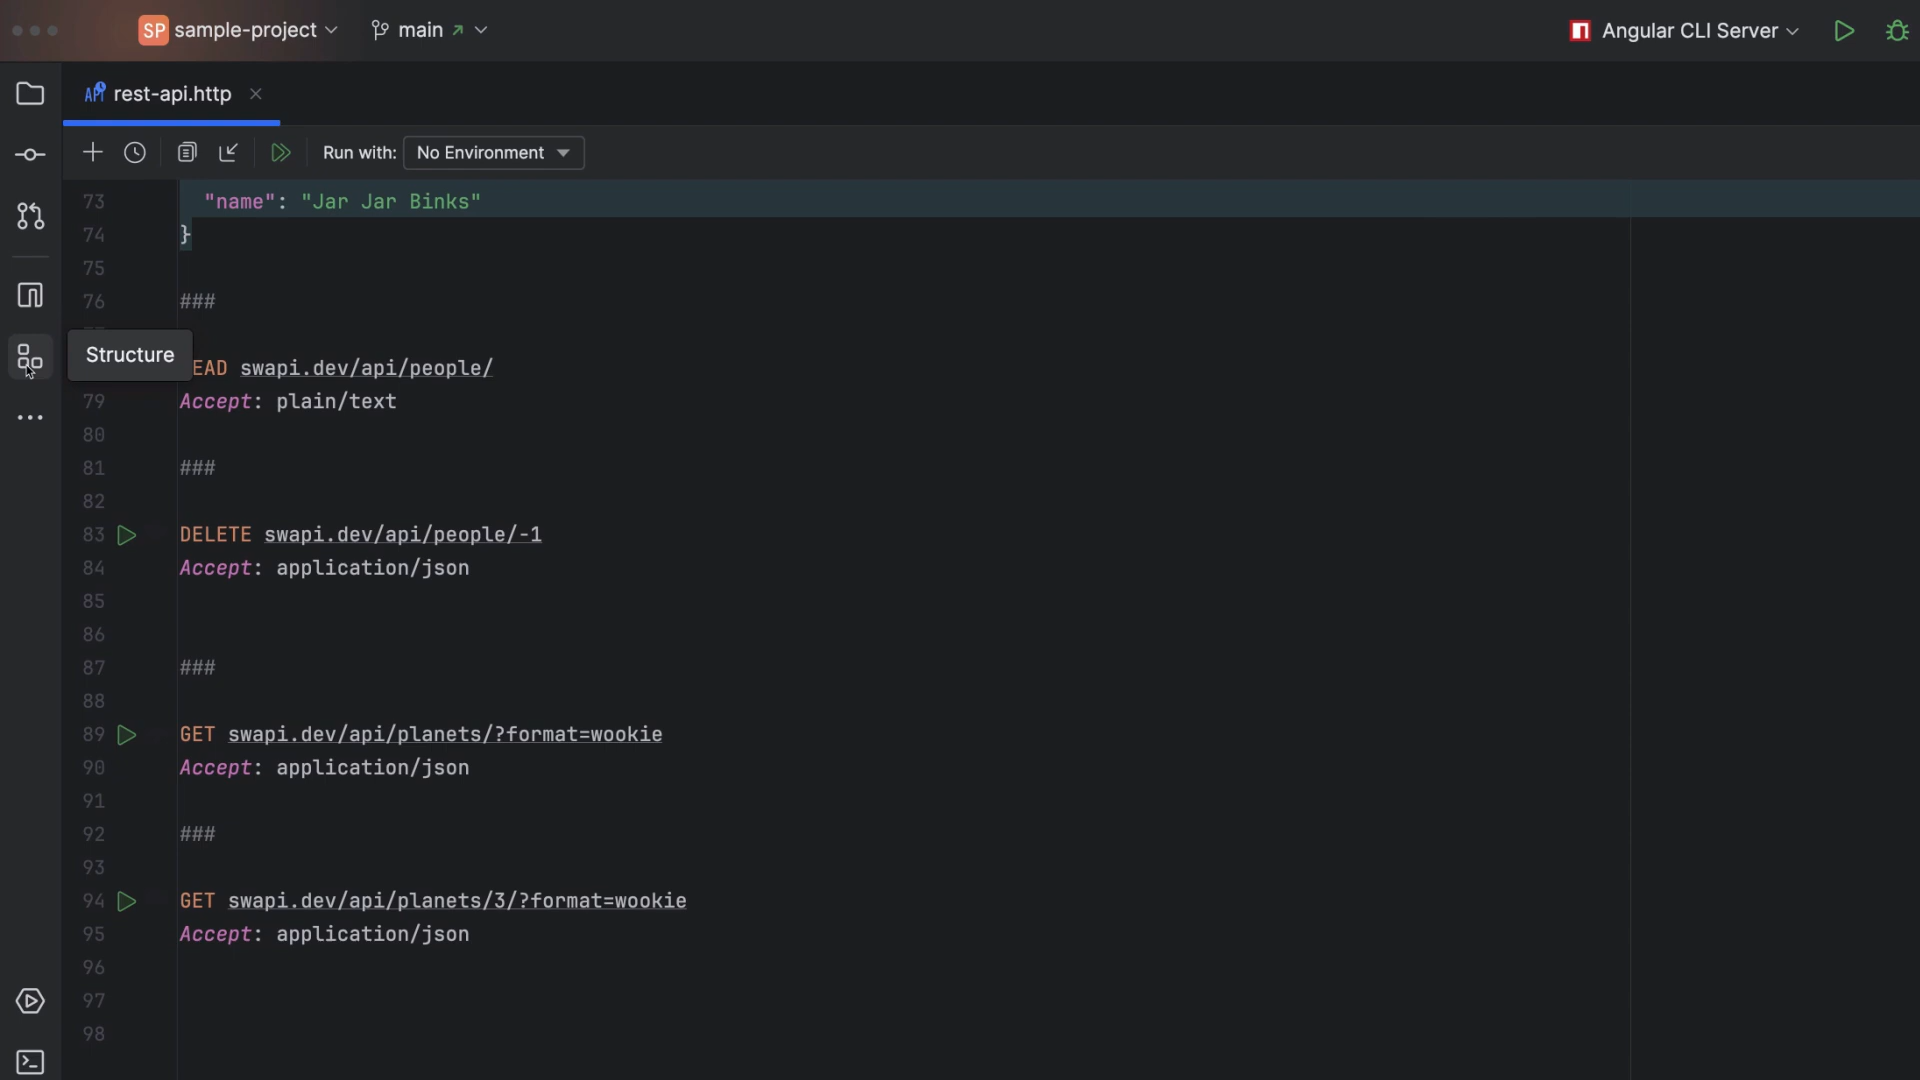 SP sample-project
main
Angular CLI Server
API rest-api.http
Run with: No Environment
73 "name": "Jar Jar Binks"
74 }
75
76 ###
Structure
EAD swapi.dev/api/people/
79 Accept: plain/text
80
81 ###
82
83 DELETE swapi.dev/api/people/-1
84 Accept: application/json
85
86
87 ###
88
89 GET swapi.dev/api/planets/?format=wookie
90 Accept: application/json
91
92 ###
93
94 GET swapi.dev/api/planets/3/?format=wookie
95 Accept: application/json
96
97
98